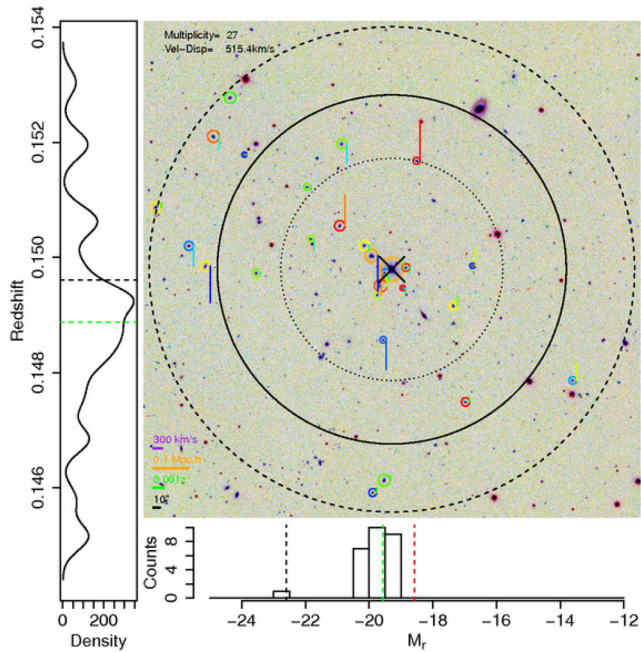 Multiplicity= 27
Vel-Disp= 515.4km/s
0.154
0.152
0.150
0.148
0.146
Redshift
300 km/s
0.1 Mpc/h
0.001z
10"
0 200
Density
8
4
0
Counts
−24 −22 −20 −18 −16 −14 −12
Mr